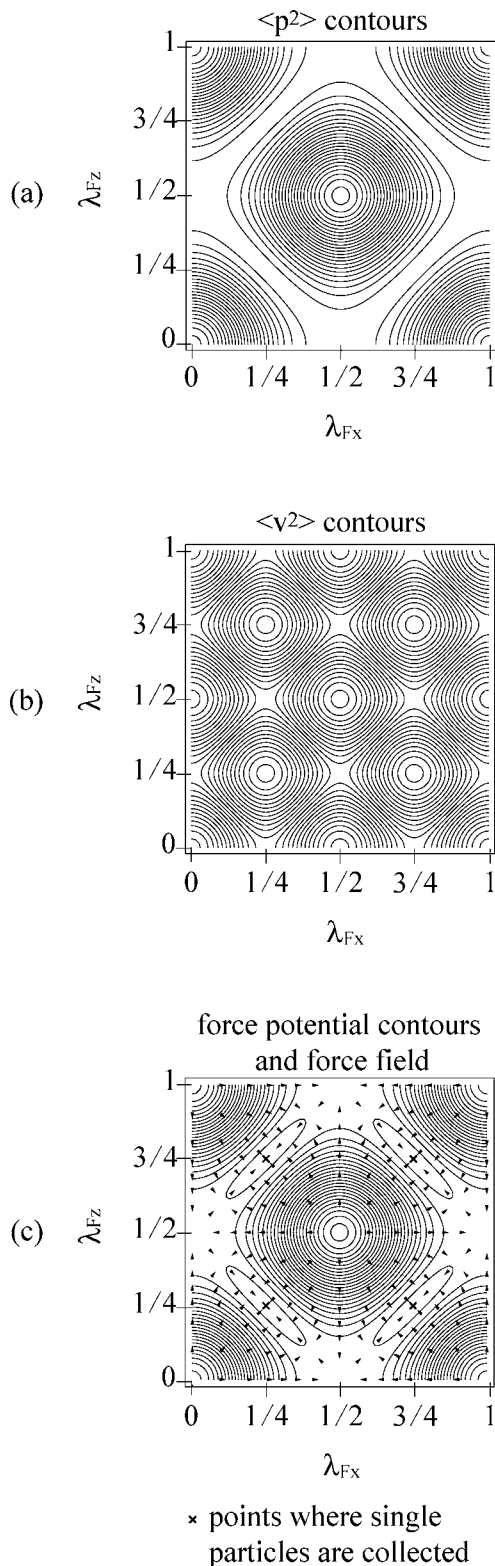 <p²> contours
1
3/4
(a) λFz 1/2
1/4
0
0 1/4 1/2 3/4 1
λFx
<v²> contours
1
3/4
(b) λFz 1/2
1/4
0
0 1/4 1/2 3/4 1
λFx
force potential contours
and force field
1
3/4
(c) λFz 1/2
1/4
0
0 1/4 1/2 3/4 1
λFx
× points where single
particles are collected